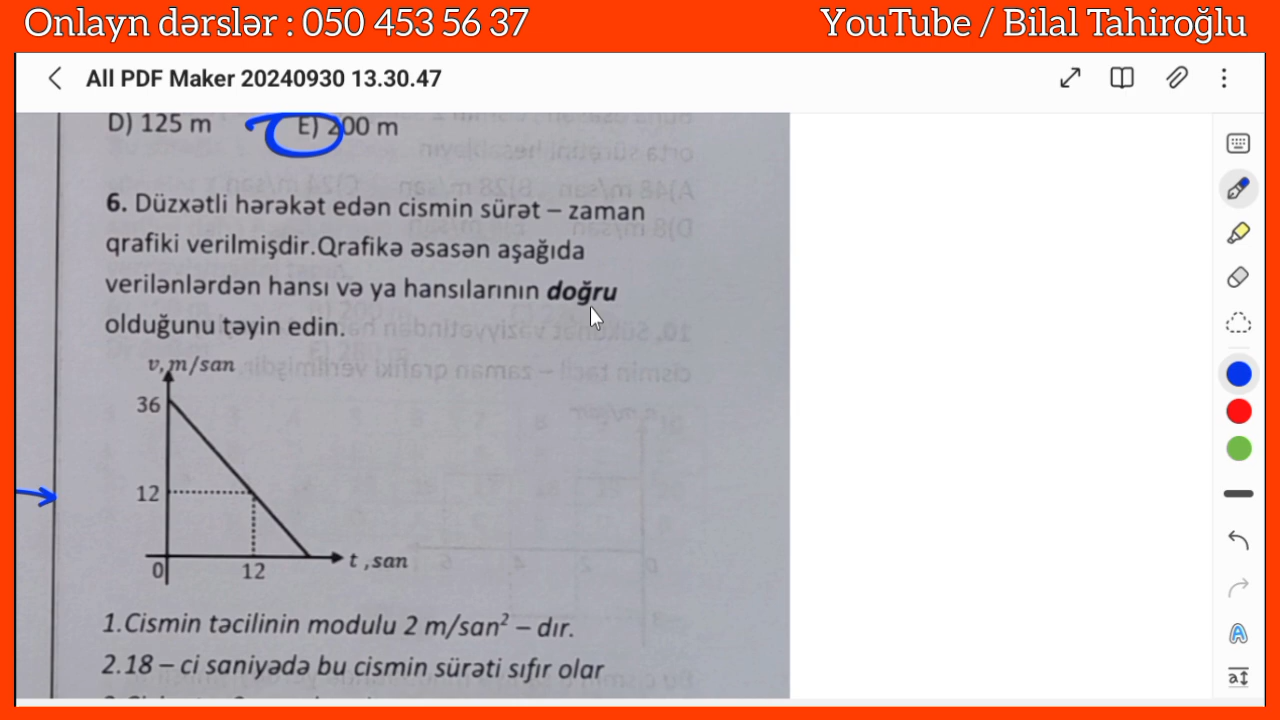 Onlayn dərslər : 050 453 56 37
YouTube / Bilal Tahiroğlu
All PDF Maker 20240930 13.30.47
D) 125 m E) 200 m
6. Düzxətli hərəkət edən cismin sürət – zaman
qrafiki verilmişdir.Qrafikə əsasən aşağıda
verilənlərdən hansı və ya hansılarının doğru
olduğunu təyin edin.
v,m/san
36
12
0
12
t ,san
1.Cismin təcilinin modulu 2 m/san² – dır.
2.18 – ci saniyədə bu cismin sürəti sıfır olar